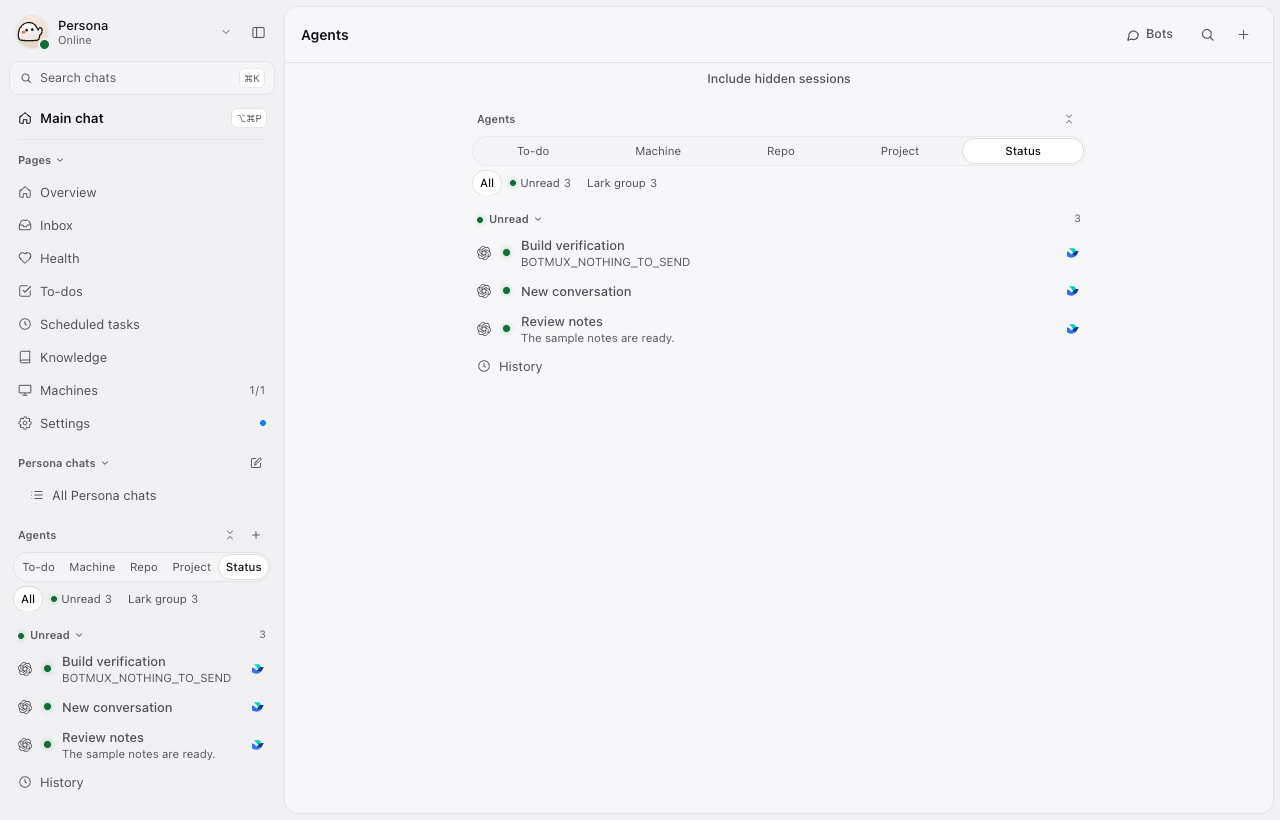 Persona
Online
Search chats ⌘K
Main chat ⌥⌘P
Pages
Overview
Inbox
Health
To-dos
Scheduled tasks
Knowledge
Machines 1/1
Settings
Persona chats
All Persona chats
Agents
To-do Machine Repo Project Status
All Unread 3 Lark group 3
Unread 3
Build verification
BOTMUX_NOTHING_TO_SEND
New conversation
Review notes
The sample notes are ready.
History
Agents Bots
Include hidden sessions
Agents
To-do Machine Repo Project Status
All Unread 3 Lark group 3
Unread 3
Build verification
BOTMUX_NOTHING_TO_SEND
New conversation
Review notes
The sample notes are ready.
History